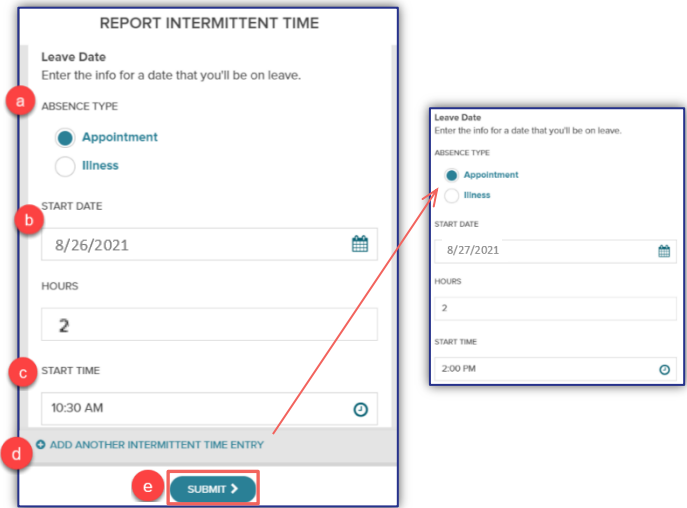 REPORT INTERMITTENT TIME
Leave Date
Enter the info for a date that you'll be on leave.
a
ABSENCE TYPE
Appointment
Illness
START DATE
b
8/26/2021
HOURS
2
START TIME
c
10:30 AM
d
ADD ANOTHER INTERMITTENT TIME ENTRY
e
SUBMIT
Leave Date
Enter the info for a date that you'll be on leave.
ABSENCE TYPE
Appointment
Illness
START DATE
8/27/2021
HOURS
2
START TIME
2:00 PM